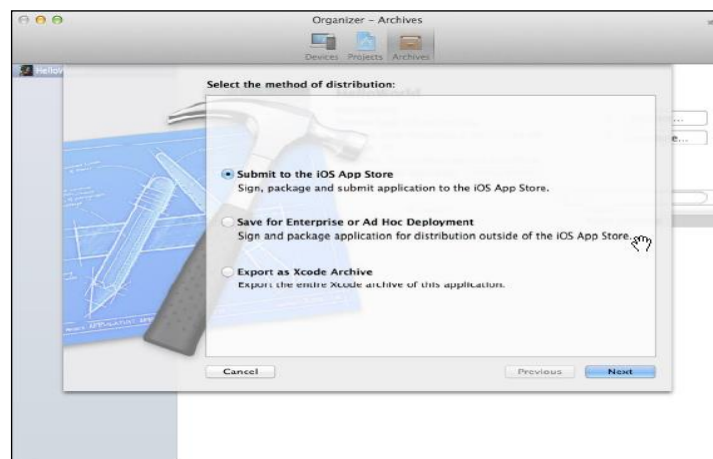 Organizer – Archives
Devices Projects Archives
Select the method of distribution:
Submit to the iOS App Store
Sign, package and submit application to the iOS App Store.
Save for Enterprise or Ad Hoc Deployment
Sign and package application for distribution outside of the iOS App Store.
Export as Xcode Archive
Export the entire Xcode archive of this application.
Cancel
Previous
Next